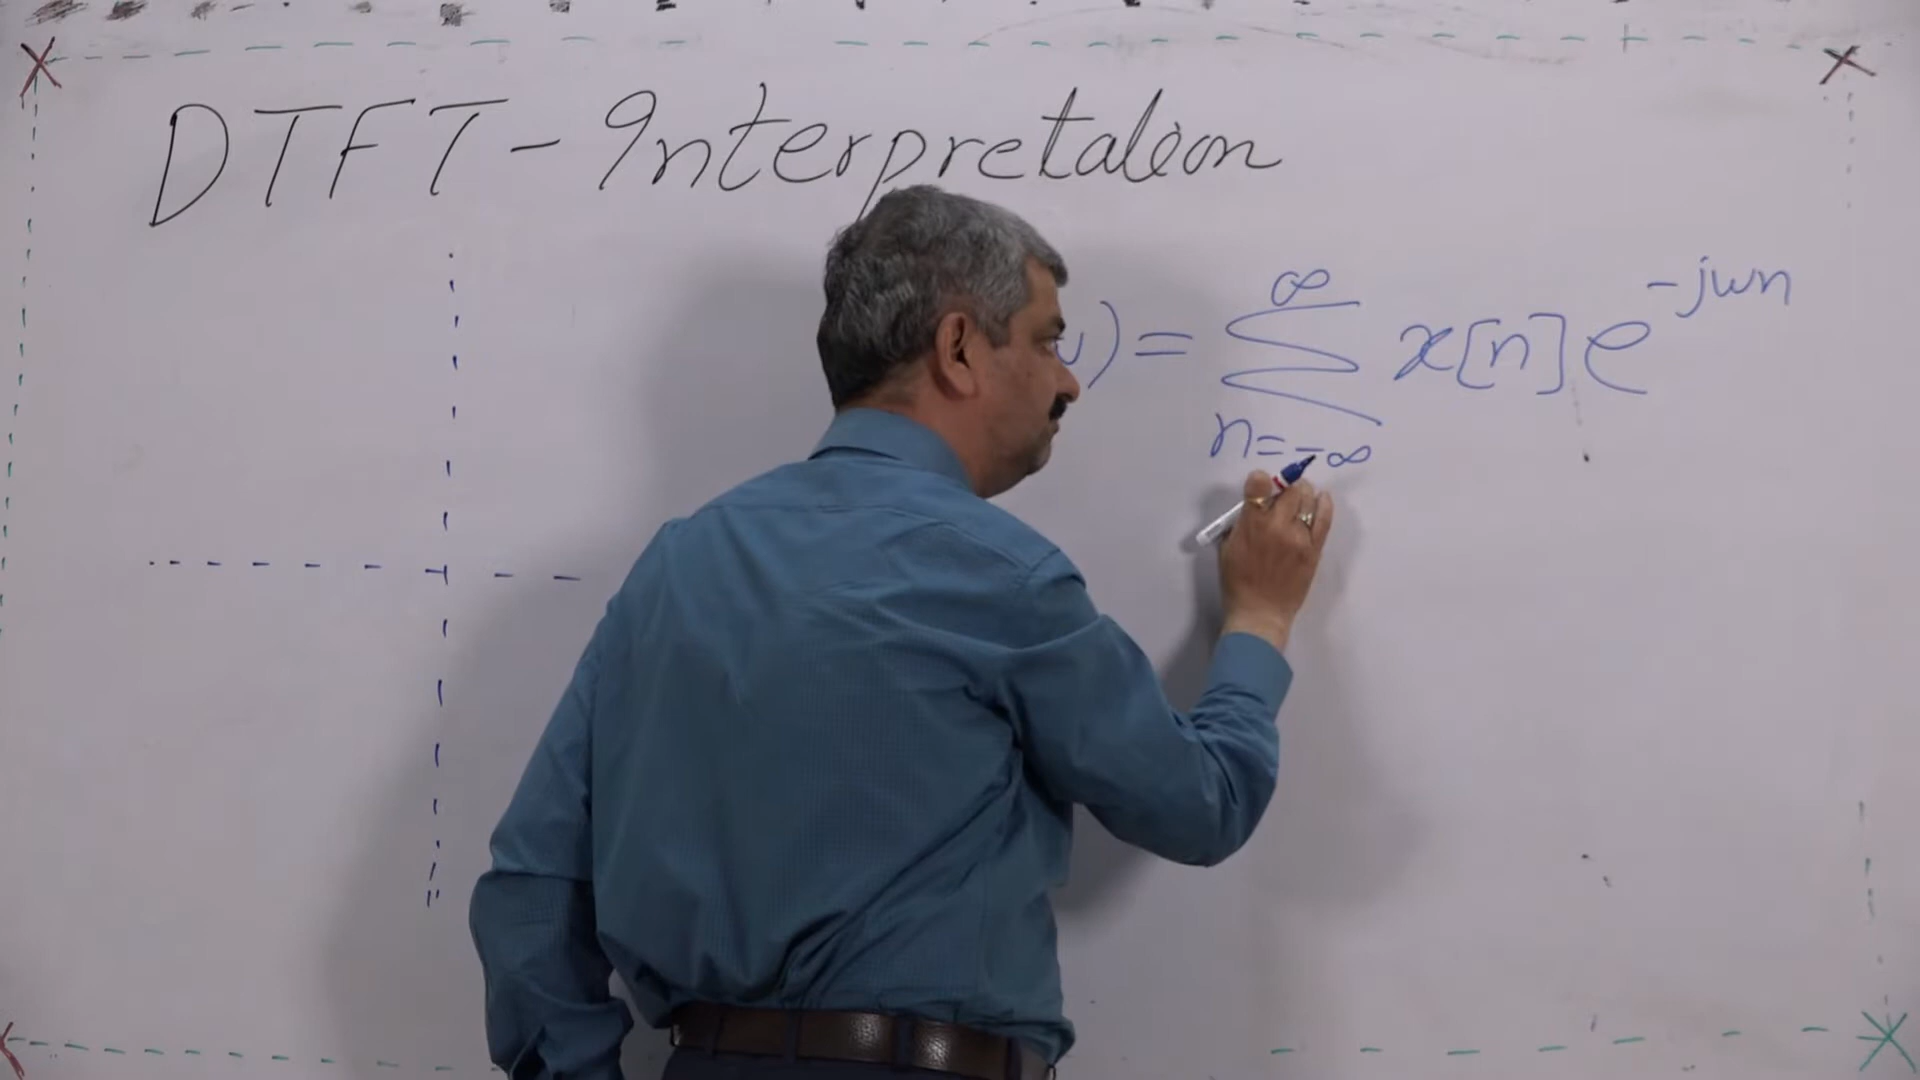 DTFT - Interpretation
ω) = ∑_{n=-∞}^{∞} x[n] e^{-jωn}